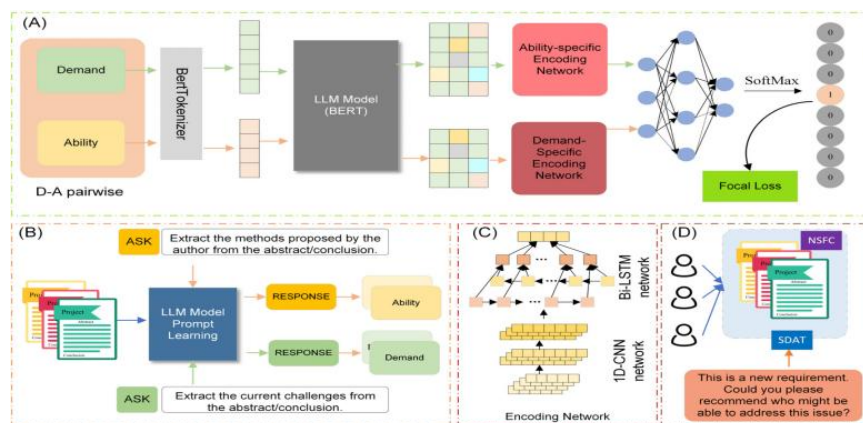 (A)
Demand
Ability
D-A pairwise
BertTokenizer
LLM Model
(BERT)
Ability-specific
Encoding
Network
Demand-
Specific
Encoding
Network
SoftMax
Focal Loss
0
0
0
1
0
0
0
0
(B)
ASK
Extract the methods proposed by the
author from the abstract/conclusion.
Project
Abstract
Conclusion
LLM Model
Prompt
Learning
RESPONSE
Ability
RESPONSE
Demand
ASK
Extract the current challenges from
the abstract/conclusion.
(C)
Bi-LSTM
network
1D-CNN
network
Encoding Network
(D)
NSFC
Project
SDAT
This is a new requirement.
Could you please
recommend who might be
able to address this issue?